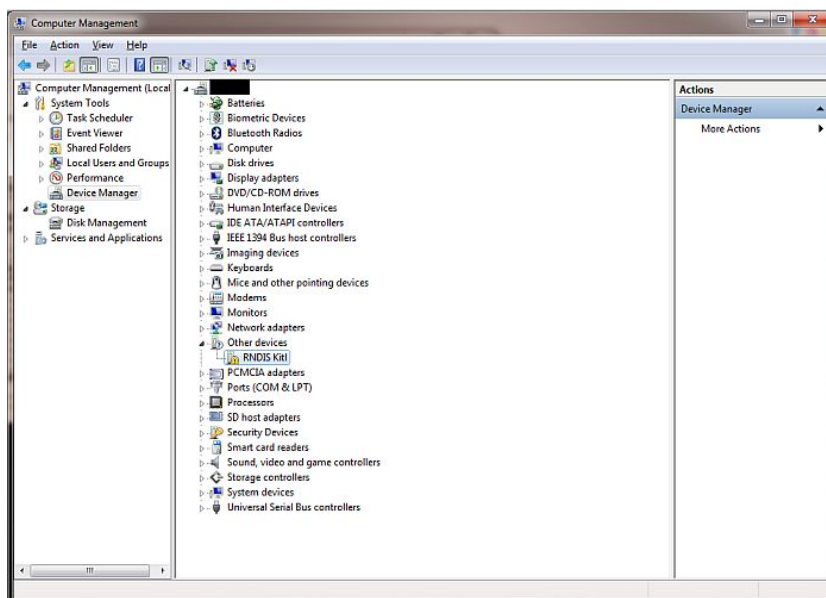 Computer Management
File Action View Help
Computer Management (Local
System Tools
Task Scheduler
Event Viewer
Shared Folders
Local Users and Groups
Performance
Device Manager
Storage
Disk Management
Services and Applications
Batteries
Biometric Devices
Bluetooth Radios
Computer
Disk drives
Display adapters
DVD/CD-ROM drives
Human Interface Devices
IDE ATA/ATAPI controllers
IEEE 1394 Bus host controllers
Imaging devices
Keyboards
Mice and other pointing devices
Modems
Monitors
Network adapters
Other devices
RNDIS Kitl
PCMCIA adapters
Ports (COM & LPT)
Processors
SD host adapters
Security Devices
Smart card readers
Sound, video and game controllers
Storage controllers
System devices
Universal Serial Bus controllers
Actions
Device Manager
More Actions